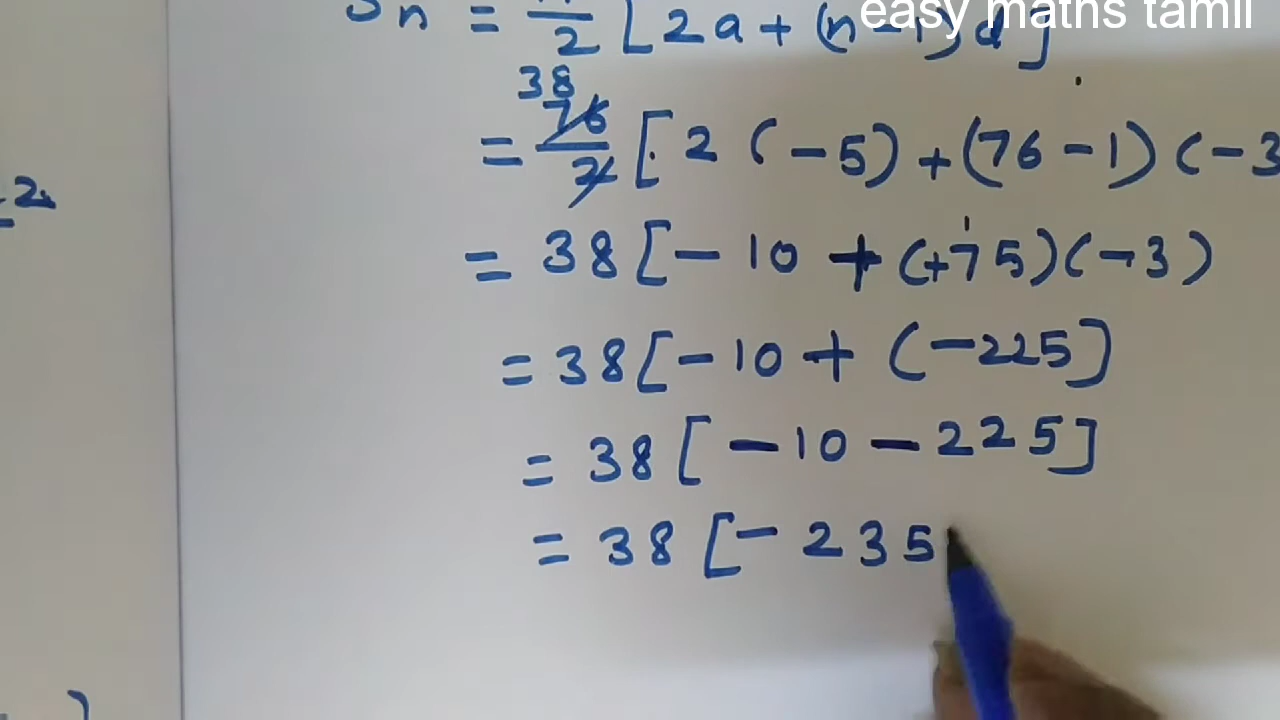 easy maths tamil
Sn = n/2 [2a + (n-1)d]
= 38 76/2 [2(-5) + (76-1)(-3
= 38[-10 + (+75)(-3)
= 38[-10 + (-225]
= 38[-10-225]
= 38[-235
2
)